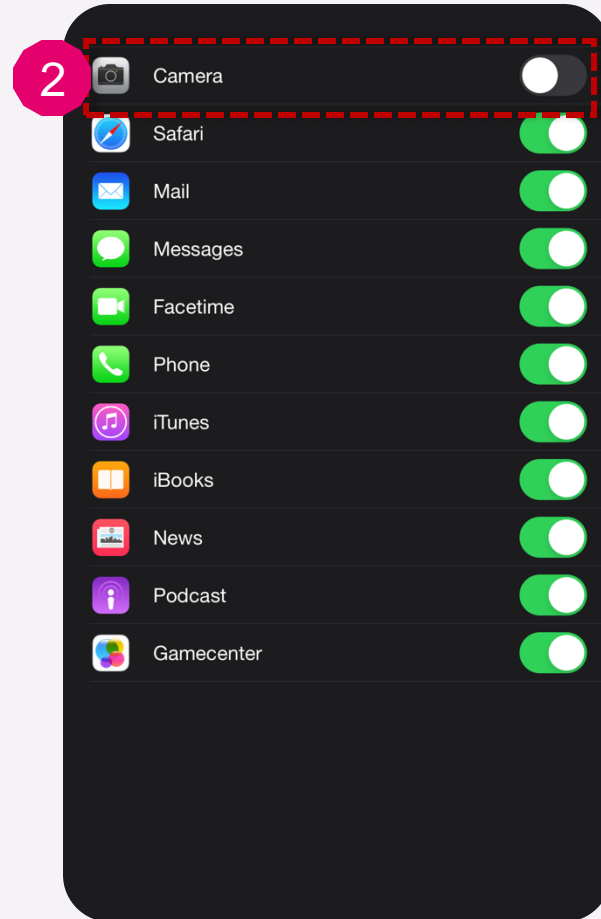 2
Camera
Safari
Mail
Messages
Facetime
Phone
iTunes
iBooks
News
Podcast
Gamecenter